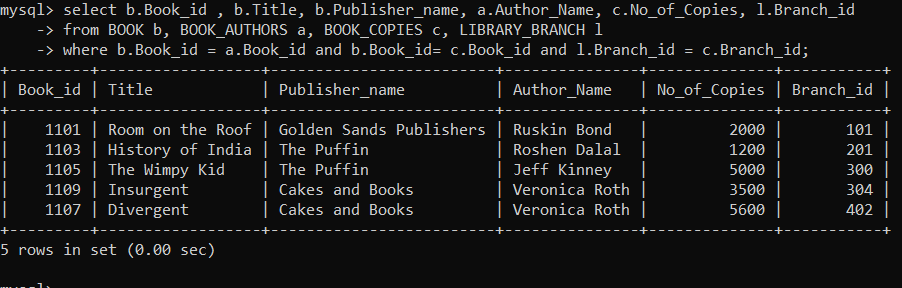 mysql> select b.Book_id , b.Title, b.Publisher_name, a.Author_Name, c.No_of_Copies, l.Branch_id
    -> from BOOK b, BOOK_AUTHORS a, BOOK_COPIES c, LIBRARY_BRANCH l
    -> where b.Book_id = a.Book_id and b.Book_id= c.Book_id and l.Branch_id = c.Branch_id;
+---------+------------------+------------------------+---------------+--------------+-----------+
| Book_id | Title            | Publisher_name         | Author_Name   | No_of_Copies | Branch_id |
+---------+------------------+------------------------+---------------+--------------+-----------+
|    1101 | Room on the Roof | Golden Sands Publishers | Ruskin Bond   |         2000 |       101 |
|    1103 | History of India | The Puffin             | Roshen Dalal  |         1200 |       201 |
|    1105 | The Wimpy Kid    | The Puffin             | Jeff Kinney   |         5000 |       300 |
|    1109 | Insurgent        | Cakes and Books        | Veronica Roth |         3500 |       304 |
|    1107 | Divergent        | Cakes and Books        | Veronica Roth |         5600 |       402 |
+---------+------------------+------------------------+---------------+--------------+-----------+
5 rows in set (0.00 sec)
mysql>